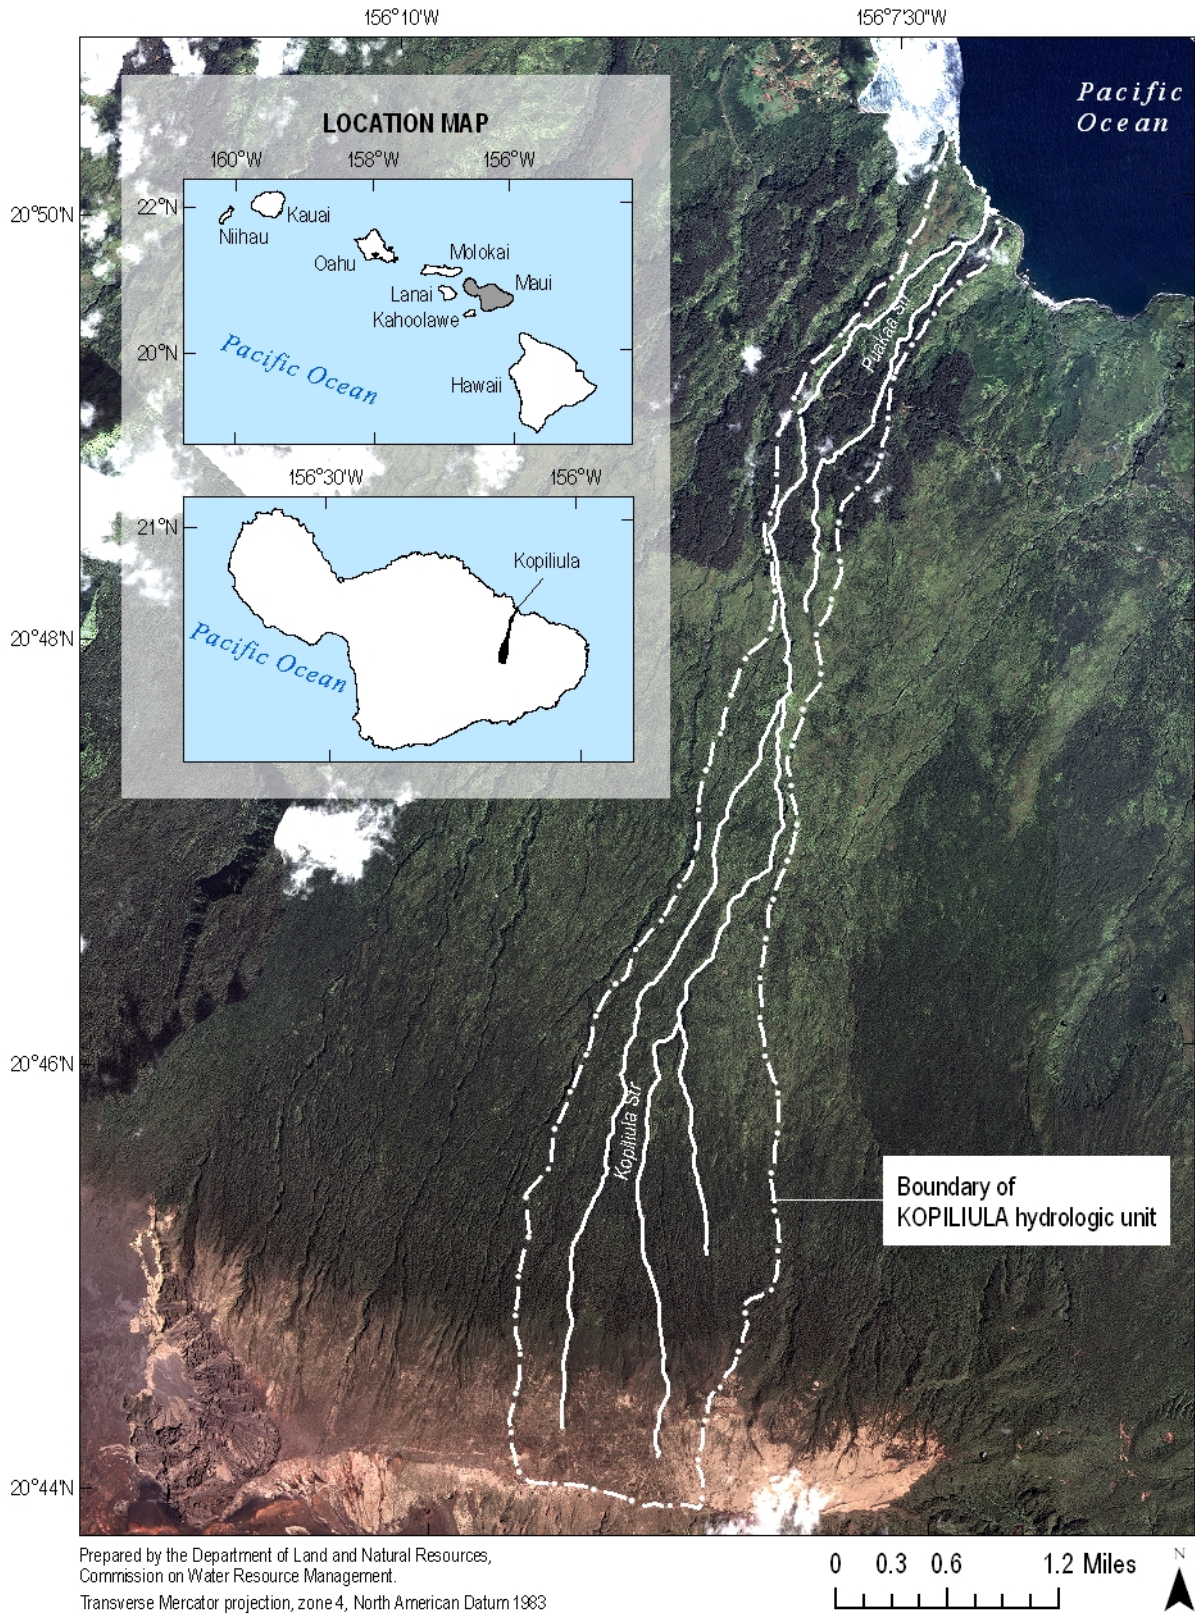 156°10'W
156°7'30"W
Pacific
Ocean
LOCATION MAP
160°W
158°W
156°W
22°N
20°N
Kauai
Niihau
Oahu
Molokai
Lanai
Maui
Kahoolawe
Hawaii
Pacific Ocean
156°30'W
156°W
21°N
Kopiliula
Pacific Ocean
20°50'N
20°48'N
20°46'N
20°44'N
Puakaa Str
Kopiliula Str
Boundary of
KOPILIULA hydrologic unit
Prepared by the Department of Land and Natural Resources,
Commission on Water Resource Management.
Transverse Mercator projection, zone 4, North American Datum 1983
0 0.3 0.6 1.2 Miles
N